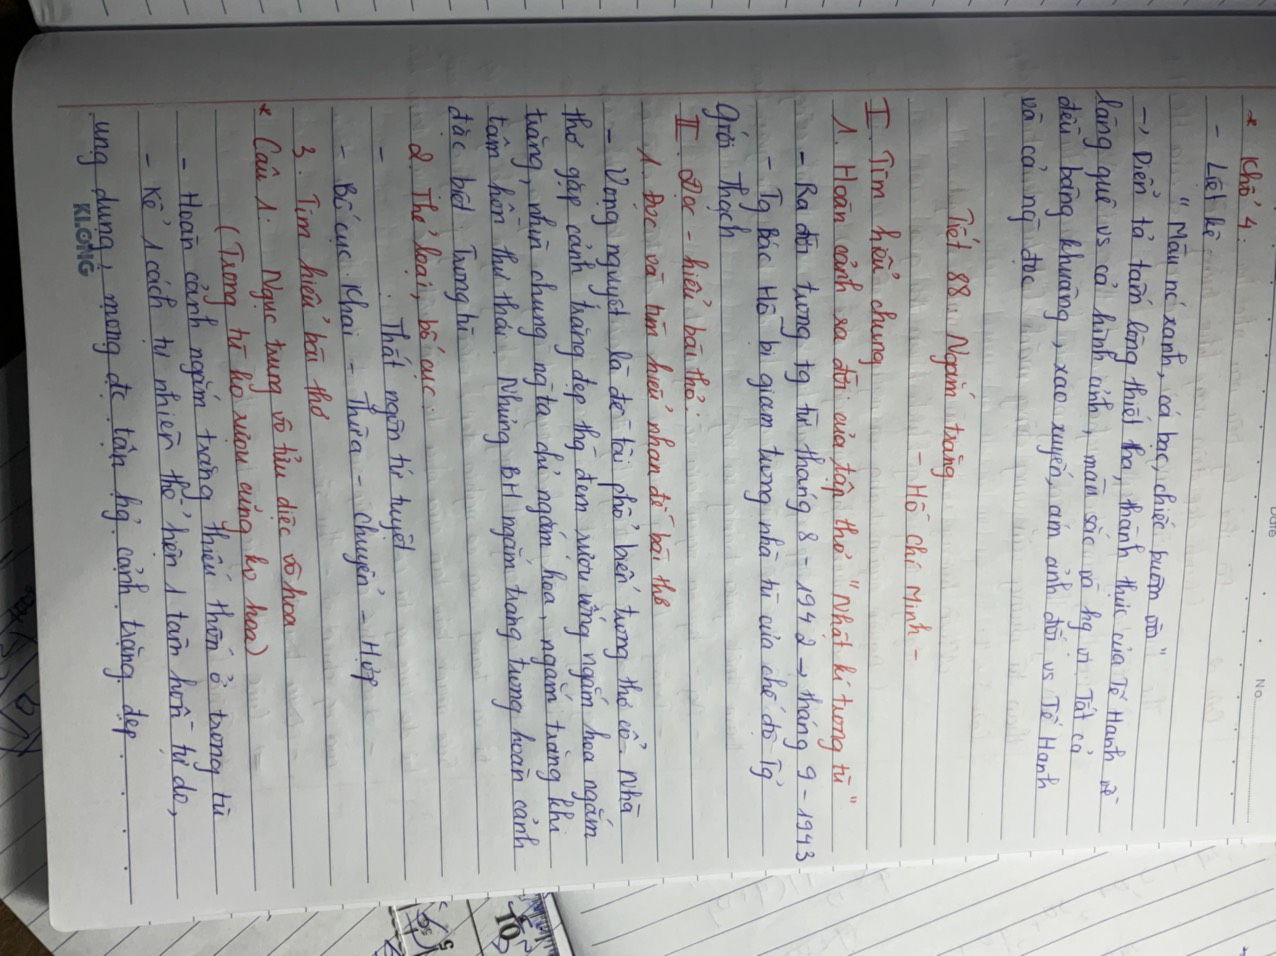 Date
No.
* Khổ 4:
- Liệt kê
"Màu nc xanh, cá bạc, chiếc buồm vôi"
→ Diễn tả tấm lòng thiết tha, thành thực của Tế Hanh về
làng quê vs cả hình ảnh, màu sắc và hg vị. Tất cả
đều bâng khuâng, xao xuyến, ám ảnh đối vs Tế Hanh
và cả ng đọc
Tiết 88. Ngắm trăng
- Hồ Chí Minh -
I. Tìm hiểu chung
1. Hoàn cảnh ra đời của tập thơ "Nhật kí trong tù"
- Ra đời trong tg từ tháng 8 - 1942 → tháng 9 - 1943
- Tg Bác Hồ bị giam trong nhà tù của chế độ Tg
giới Thạch
II. Đọc - hiểu bài thơ:
1. Đọc và tìm hiểu nhan đề bài thơ
- Vọng nguyệt là đề tài phổ biến trong thơ cổ. Nhà
thơ gặp cảnh trăng đẹp thg đem rượu uống ngắm hoa ngắm
trăng, nhìn chung ng ta chỉ ngắm hoa, ngắm trăng khi
tâm hồn thư thái. Nhưng BH ngắm trăng trong hoàn cảnh
đặc biệt: Trong tù
2. Thể loại, bố cục:
- : Thất ngôn tứ tuyệt
- Bố cục: Khai - Thừa - Chuyển - Hợp
3. Tìm hiểu bài thơ
* Câu 1: Ngục trung vô tửu diệc vô hoa
(Trong tù ko rượu cũng ko hoa)
- Hoàn cảnh ngắm trăng thiếu thốn ở trong tù
- Kể 1 cách tự nhiên thể hiện 1 tâm hồn tự do,
ung dung, mong đc tận hg cảnh trăng đẹp
KLONG
10
5